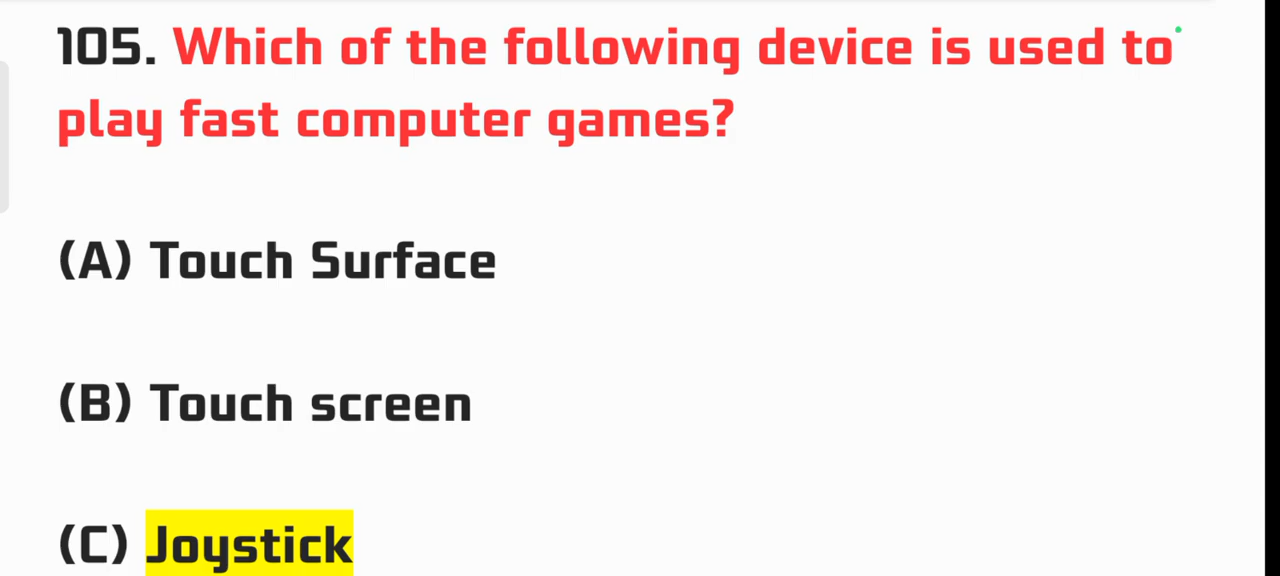 105. Which of the following device is used to
play fast computer games?
(A) Touch Surface
(B) Touch screen
(C) Joystick